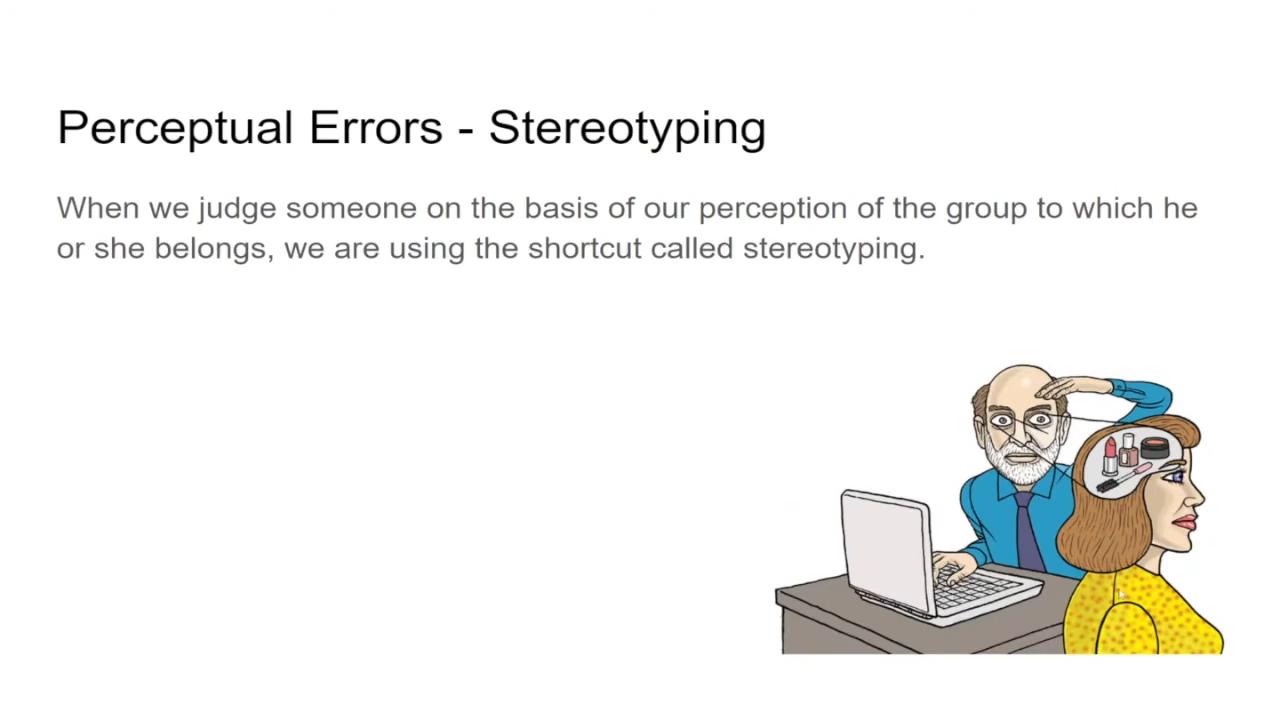 Perceptual Errors - Stereotyping
When we judge someone on the basis of our perception of the group to which he
or she belongs, we are using the shortcut called stereotyping.